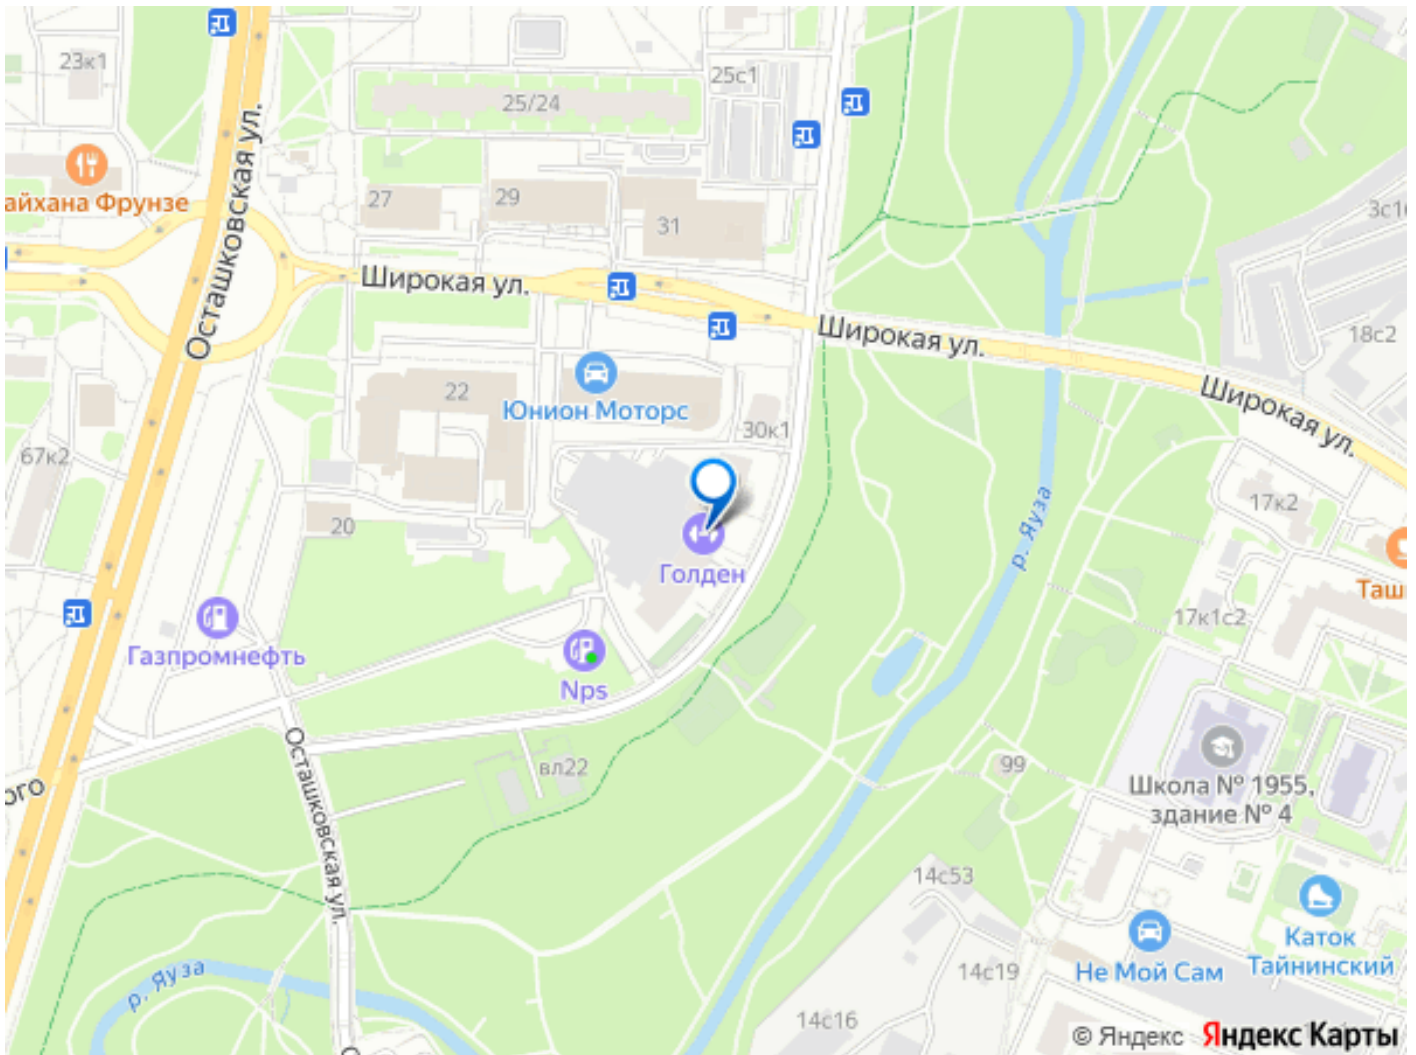 23к1
25с1
25/24
Осташковская ул.
айхана Фрунзе
27
29
31
3с16
Широкая ул.
Широкая ул.
18с2
Широкая ул.
22
Юнион Моторс
30к1
67к2
17к2
20
р. Яуза
Голден
Таш
17к1с2
Газпромнефть
Nps
Осташковская ул.
вл22
99
ого
Школа № 1955,
здание № 4
14с53
Каток
Тайнинский
р. Яуза
14с19
Не Мой Сам
14с16
© Яндекс Яндекс Карты